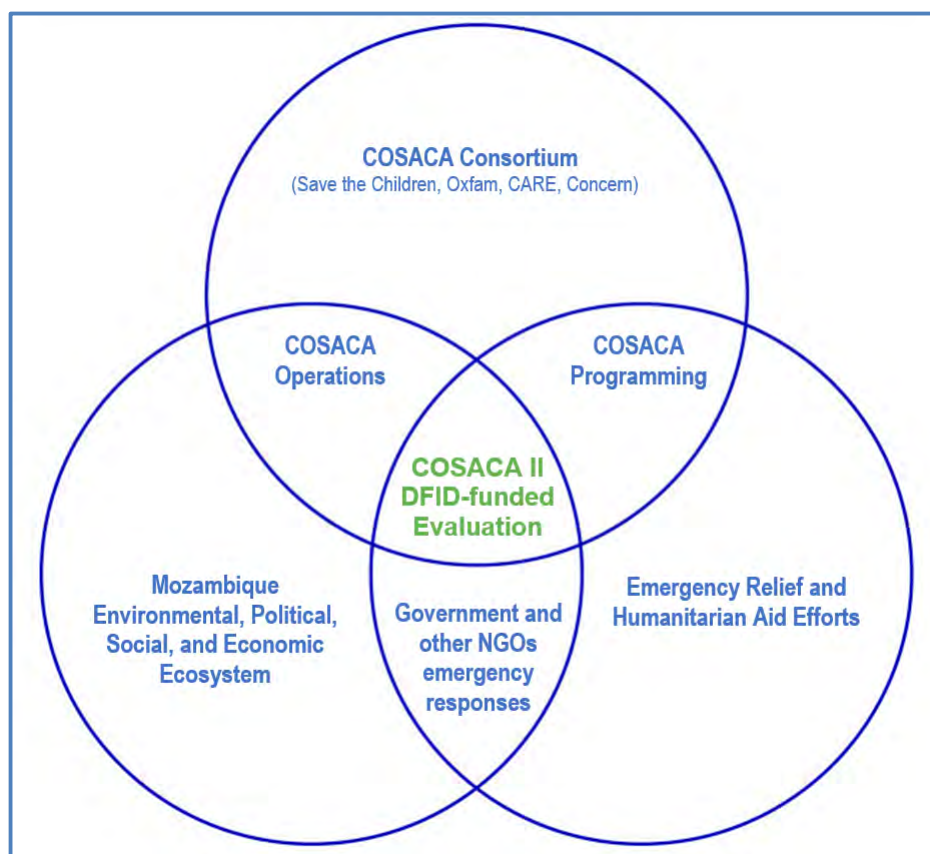 COSACA Consortium
(Save the Children, Oxfam, CARE, Concern)
COSACA
Operations
COSACA
Programming
COSACA II
DFID-funded
Evaluation
Mozambique
Environmental, Political,
Social, and Economic
Ecosystem
Government and
other NGOs
emergency
responses
Emergency Relief and
Humanitarian Aid Efforts